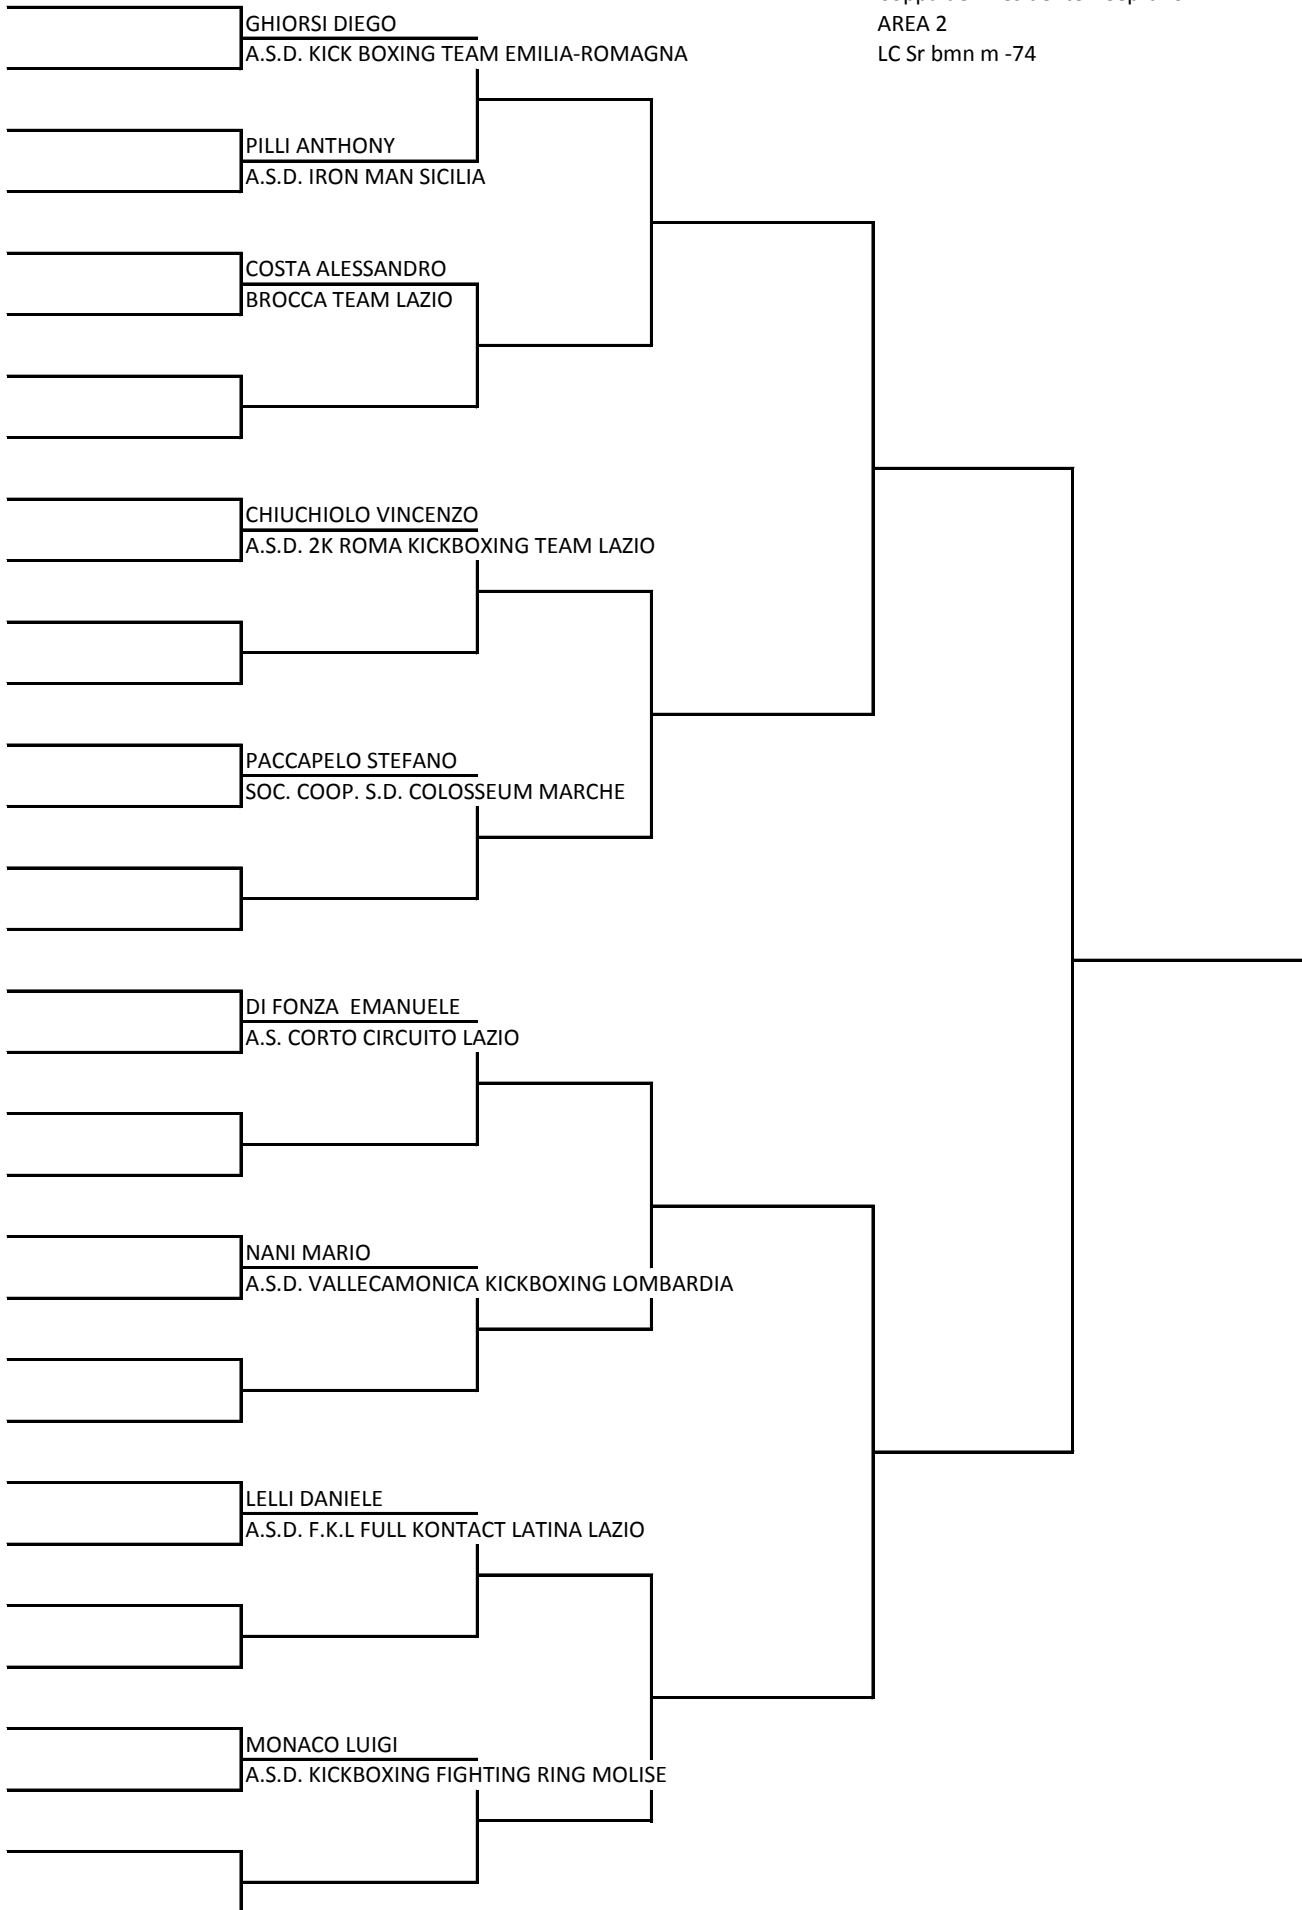 GHIORSI DIEGO
AREA 2
A.S.D. KICK BOXING TEAM EMILIA-ROMAGNA
LC Sr bmn m -74
PILLI ANTHONY
A.S.D. IRON MAN SICILIA
COSTA ALESSANDRO
BROCCA TEAM LAZIO
CHIUCHIOLO VINCENZO
A.S.D. 2K ROMA KICKBOXING TEAM LAZIO
PACCAPELO STEFANO
SOC. COOP. S.D. COLOSSEUM MARCHE
DI FONZA  EMANUELE
A.S. CORTO CIRCUITO LAZIO
NANI MARIO
A.S.D. VALLECAMONICA KICKBOXING LOMBARDIA
LELLI DANIELE
A.S.D. F.K.L FULL KONTACT LATINA LAZIO
MONACO LUIGI
A.S.D. KICKBOXING FIGHTING RING MOLISE